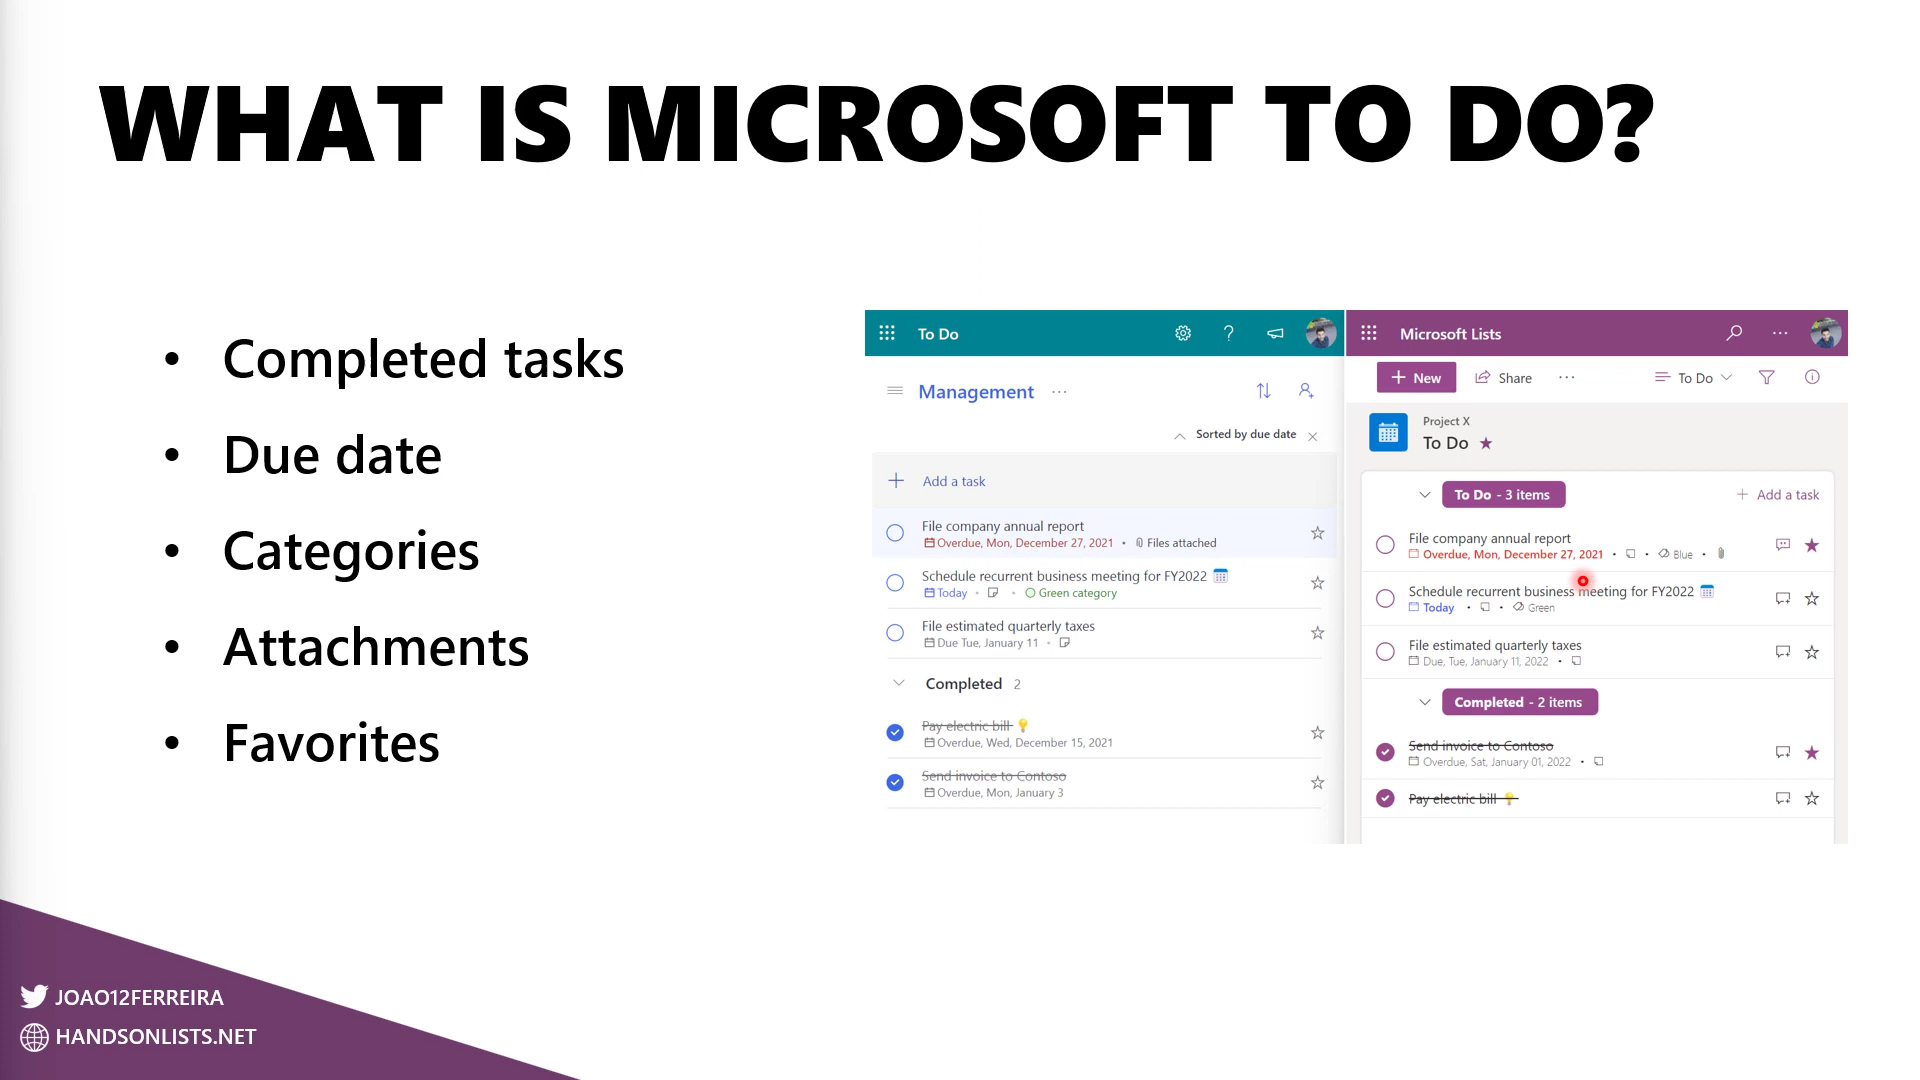 WHAT IS MICROSOFT TO DO?
• Completed tasks
• Due date
• Categories
• Attachments
• Favorites
To Do
Management
Sorted by due date
Add a task
File company annual report
Overdue, Mon, December 27, 2021 • Files attached
Schedule recurrent business meeting for FY2022
Today • • Green category
File estimated quarterly taxes
Due Tue, January 11 •
Completed 2
Pay electric bill
Overdue, Wed, December 15, 2021
Send invoice to Contoso
Overdue, Mon, January 3
Microsoft Lists
New Share To Do
Project X
To Do
To Do - 3 items Add a task
File company annual report
Overdue, Mon, December 27, 2021 • • Blue •
Schedule recurrent business meeting for FY2022
Today • • Green
File estimated quarterly taxes
Due, Tue, January 11, 2022 •
Completed - 2 items
Send invoice to Contoso
Overdue, Sat, January 01, 2022 •
Pay electric bill
JOAO12FERREIRA
HANDSONLISTS.NET